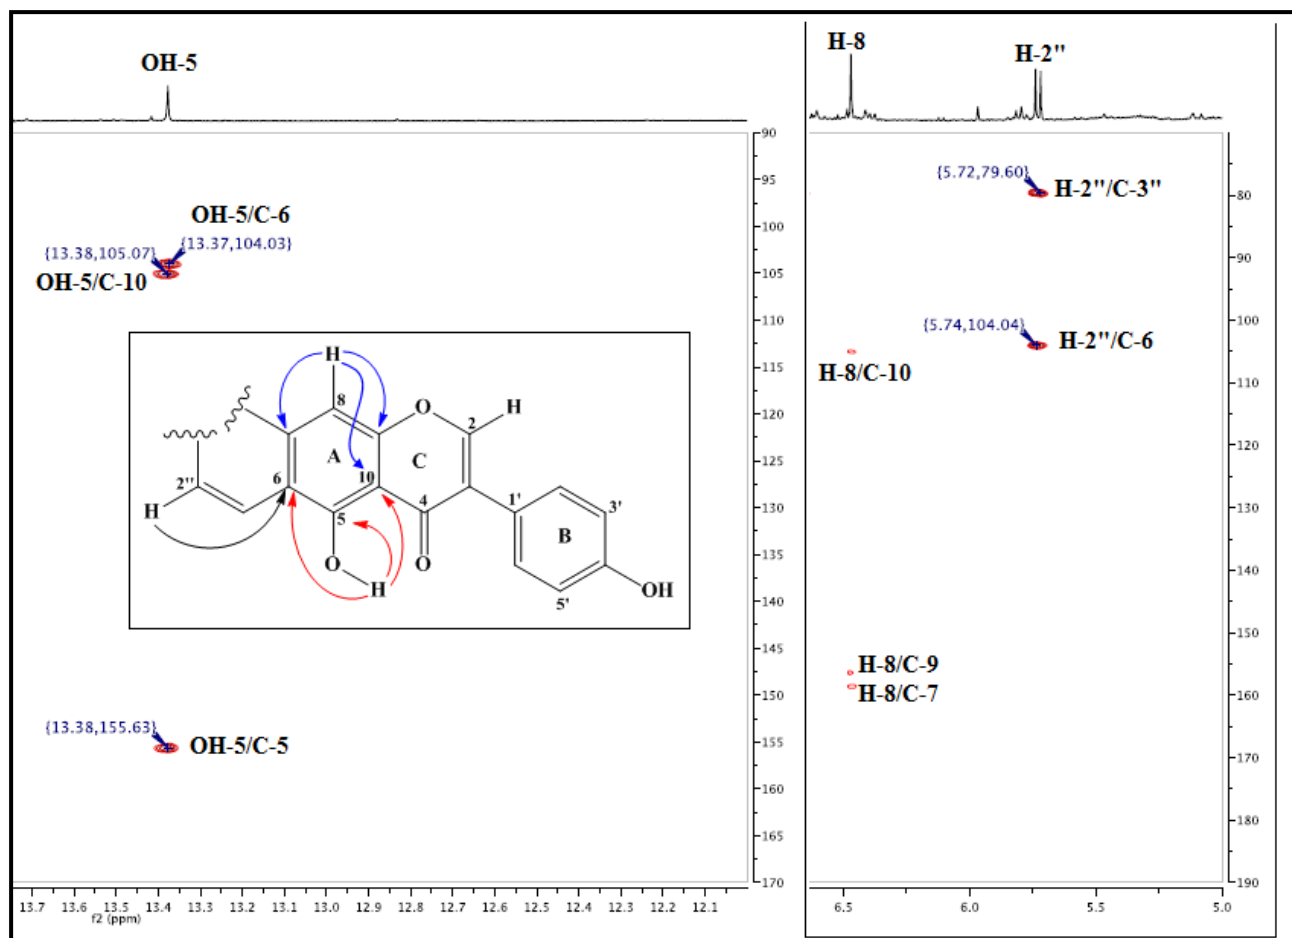 OH-5
OH-5/C-6
{13.37,104.03}
{13.38,105.07}
OH-5/C-10
H
8
O
2
H
A
C
2"
6
10
4
1'
3'
H
5
B
O
H
O
5'
OH
{13.38,155.63}
OH-5/C-5
90
95
100
105
110
115
120
125
130
135
140
145
150
155
160
165
170
13.7 13.6 13.5 13.4 13.3 13.2 13.1 13.0 12.9 12.8 12.7 12.6 12.5 12.4 12.3 12.2 12.1
f2 (ppm)
H-8
H-2"
{5.72,79.60}
H-2"/C-3"
{5.74,104.04}
H-2"/C-6
H-8/C-10
H-8/C-9
H-8/C-7
80
90
100
110
120
130
140
150
160
170
180
190
6.5 6.0 5.5 5.0